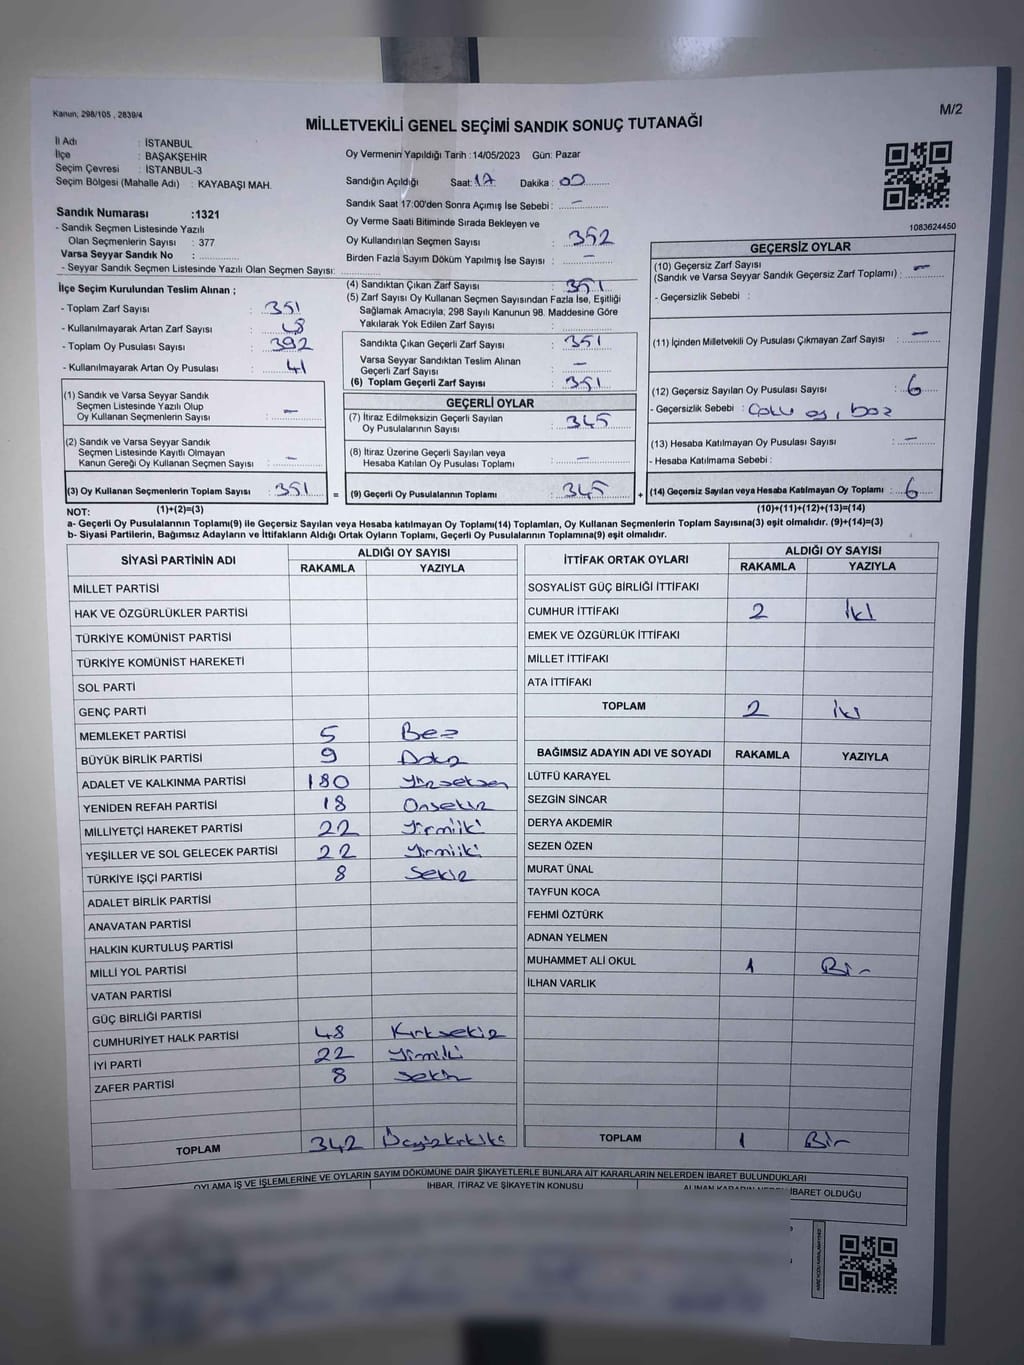 Kanun, 298/105 , 2839/4
M/2
MİLLETVEKİLİ GENEL SEÇİMİ SANDIK SONUÇ TUTANAĞI
İl Adı : İSTANBUL
İlçe : BAŞAKŞEHİR
Seçim Çevresi : İSTANBUL-3
Seçim Bölgesi (Mahalle Adı) : KAYABAŞI MAH.
Oy Vermenin Yapıldığı Tarih :14/05/2023 Gün: Pazar
Sandığın Açıldığı Saat: 17 Dakika : 00
Sandık Saat 17:00'den Sonra Açımış İse Sebebi : -
Sandık Numarası :1321
- Sandık Seçmen Listesinde Yazılı
Olan Seçmenlerin Sayısı : 377
Varsa Seyyar Sandık No :
- Seyyar Sandık Seçmen Listesinde Yazılı Olan Seçmen Sayısı:
Oy Verme Saati Bitiminde Sırada Bekleyen ve
Oy Kullandırılan Seçmen Sayısı : 352
Birden Fazla Sayım Döküm Yapılmış İse Sayısı : -
1083624450
İlçe Seçim Kurulundan Teslim Alınan ;
- Toplam Zarf Sayısı : 351
- Kullanılmayarak Artan Zarf Sayısı :
- Toplam Oy Pusulası Sayısı : 392
- Kullanılmayarak Artan Oy Pusulası : 41
(4) Sandıktan Çıkan Zarf Sayısı : 351
(5) Zarf Sayısı Oy Kullanan Seçmen Sayısından Fazla İse, Eşitliği
Sağlamak Amacıyla, 298 Sayılı Kanunun 98. Maddesine Göre
Yakılarak Yok Edilen Zarf Sayısı :
Sandıkta Çıkan Geçerli Zarf Sayısı : 351
Varsa Seyyar Sandıktan Teslim Alınan
Geçerli Zarf Sayısı : -
(6) Toplam Geçerli Zarf Sayısı : 351
GEÇERSİZ OYLAR
(10) Geçersiz Zarf Sayısı
(Sandık ve Varsa Seyyar Sandık Geçersiz Zarf Toplamı) : -
- Geçersizlik Sebebi :
(11) İçinden Milletvekili Oy Pusulası Çıkmayan Zarf Sayısı : -
(12) Geçersiz Sayılan Oy Pusulası Sayısı : 6
- Geçersizlik Sebebi :
(13) Hesaba Katılmayan Oy Pusulası Sayısı : -
- Hesaba Katılmama Sebebi :
(1) Sandık ve Varsa Seyyar Sandık
Seçmen Listesinde Yazılı Olup
Oy Kullanan Seçmenlerin Sayısı : -
(2) Sandık ve Varsa Seyyar Sandık
Seçmen Listesinde Kayıtlı Olmayan
Kanun Gereği Oy Kullanan Seçmen Sayısı : -
GEÇERLİ OYLAR
(7) İtiraz Edilmeksizin Geçerli Sayılan
Oy Pusulalarının Sayısı : 345
(8) İtiraz Üzerine Geçerli Sayılan veya
Hesaba Katılan Oy Pusulası Toplamı : -
(3) Oy Kullanan Seçmenlerin Toplam Sayısı : 351 = (9) Geçerli Oy Pusulalarının Toplamı : 345 + (14) Geçersiz Sayılan veya Hesaba Katılmayan Oy Toplamı : 6
NOT: (1)+(2)=(3) (10)+(11)+(12)+(13)=(14)
a- Geçerli Oy Pusulalarının Toplamı(9) ile Geçersiz Sayılan veya Hesaba katılmayan Oy Toplamı(14) Toplamları, Oy Kullanan Seçmenlerin Toplam Sayısına(3) eşit olmalıdır. (9)+(14)=(3)
b- Siyasi Partilerin, Bağımsız Adayların ve İttifakların Aldığı Ortak Oyların Toplamı, Geçerli Oy Pusulalarının Toplamına(9) eşit olmalıdır.
SİYASİ PARTİNİN ADI ALDIĞI OY SAYISI
RAKAMLA YAZIYLA
MİLLET PARTİSİ
HAK VE ÖZGÜRLÜKLER PARTİSİ
TÜRKİYE KOMÜNİST PARTİSİ
TÜRKİYE KOMÜNİST HAREKETİ
SOL PARTİ
GENÇ PARTİ
MEMLEKET PARTİSİ 5 Beş
BÜYÜK BİRLİK PARTİSİ 9 Dokuz
ADALET VE KALKINMA PARTİSİ 180 Yüzseksen
YENİDEN REFAH PARTİSİ 18 Onsekiz
MİLLİYETÇİ HAREKET PARTİSİ 22 Yirmiiki
YEŞİLLER VE SOL GELECEK PARTİSİ 22 Yirmiiki
TÜRKİYE İŞÇİ PARTİSİ 8 Sekiz
ADALET BİRLİK PARTİSİ
ANAVATAN PARTİSİ
HALKIN KURTULUŞ PARTİSİ
MİLLİ YOL PARTİSİ
VATAN PARTİSİ
GÜÇ BİRLİĞİ PARTİSİ
CUMHURİYET HALK PARTİSİ 48 Kırksekiz
İYİ PARTİ 22 Yirmiiki
ZAFER PARTİSİ 8 Sekiz
TOPLAM 342 Üçyüzkırkiki
İTTİFAK ORTAK OYLARI ALDIĞI OY SAYISI
RAKAMLA YAZIYLA
SOSYALİST GÜÇ BİRLİĞİ İTTİFAKI
CUMHUR İTTİFAKI 2 İki
EMEK VE ÖZGÜRLÜK İTTİFAKI
MİLLET İTTİFAKI
ATA İTTİFAKI
TOPLAM 2 İki
BAĞIMSIZ ADAYIN ADI VE SOYADI RAKAMLA YAZIYLA
LÜTFÜ KARAYEL
SEZGİN SİNCAR
DERYA AKDEMİR
SEZEN ÖZEN
MURAT ÜNAL
TAYFUN KOCA
FEHMİ ÖZTÜRK
ADNAN YELMEN
MUHAMMET ALİ OKUL 1 Bir
İLHAN VARLIK
TOPLAM 1 Bir
OYLAMA İŞ VE İŞLEMLERİNE VE OYLARIN SAYIM DÖKÜMÜNE DAİR ŞİKAYETLERLE BUNLARA AİT KARARLARIN NELERDEN İBARET BULUNDUKLARI
İHBAR, İTİRAZ VE ŞİKAYETİN KONUSU
İBARET OLDUĞU